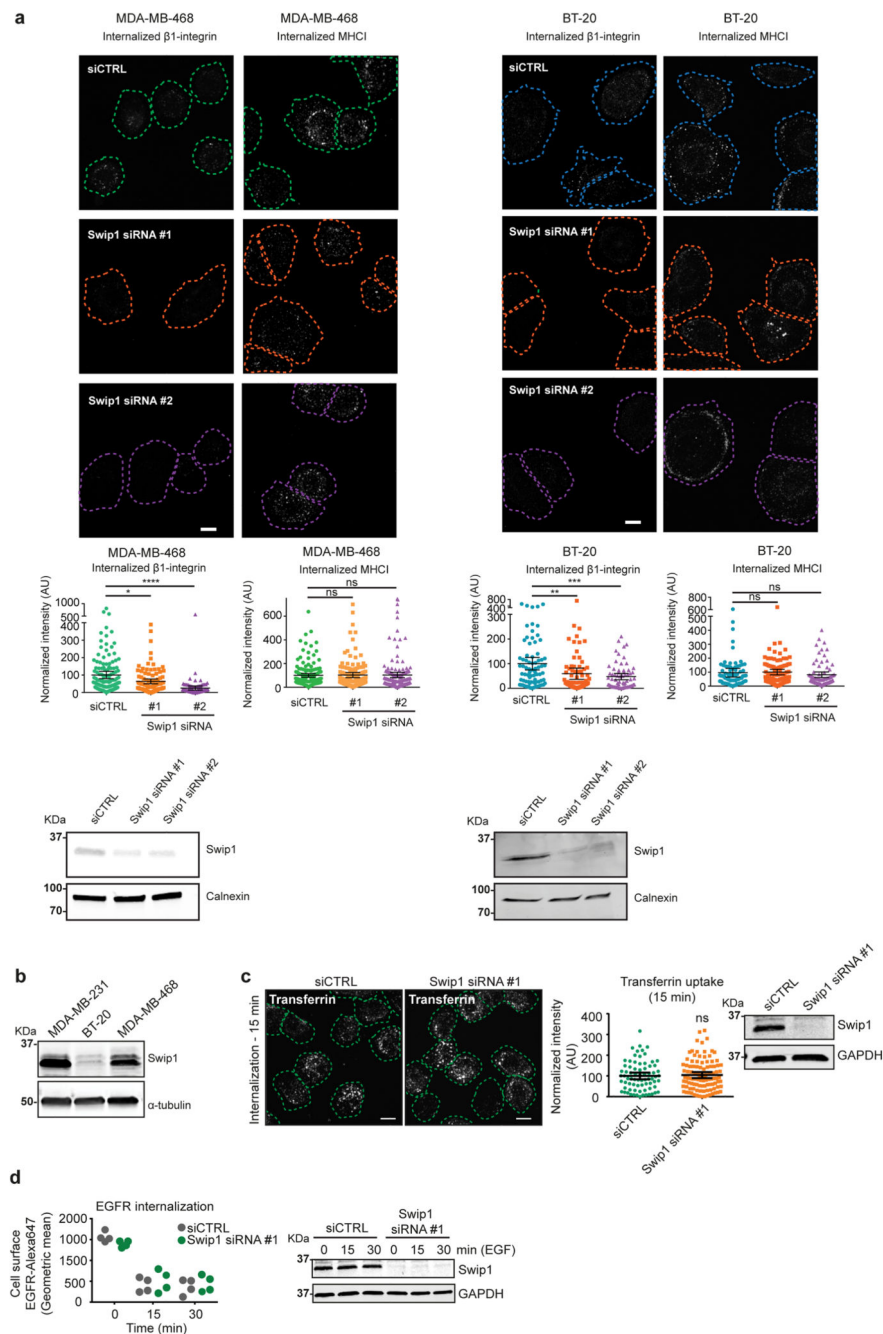 a
MDA-MB-468
Internalized β1-integrin
MDA-MB-468
Internalized MHCI
BT-20
Internalized β1-integrin
BT-20
Internalized MHCI
siCTRL
siCTRL
Swip1 siRNA #1
Swip1 siRNA #1
Swip1 siRNA #2
Swip1 siRNA #2
MDA-MB-468
Internalized β1-integrin
Normalized intensity (AU)
1000
500
400
300
200
100
0
****
*
siCTRL
#1
#2
Swip1 siRNA
MDA-MB-468
Internalized MHCI
Normalized intensity (AU)
600
400
200
0
ns
ns
siCTRL
#1
#2
Swip1 siRNA
BT-20
Internalized β1-integrin
Normalized intensity (AU)
800
400
300
200
100
0
***
**
siCTRL
#1
#2
Swip1 siRNA
BT-20
Internalized MHCI
Normalized intensity (AU)
800
600
400
200
0
ns
ns
siCTRL
#1
#2
Swip1 siRNA
KDa
siCTRL
Swip1 siRNA #1
Swip1 siRNA #2
37
Swip1
100
70
Calnexin
KDa
siCTRL
Swip1 siRNA #1
Swip1 siRNA #2
37
Swip1
100
70
Calnexin
b
MDA-MB-231
BT-20
MDA-MB-468
KDa
37
Swip1
50
α-tubulin
c
siCTRL
Swip1 siRNA #1
Internalization - 15 min
Transferrin
Transferrin
Transferrin uptake
(15 min)
Normalized intensity
(AU)
400
300
200
100
0
ns
siCTRL
Swip1 siRNA #1
KDa
siCTRL
Swip1 siRNA #1
37
Swip1
37
GAPDH
d
EGFR internalization
Cell surface
EGFR-Alexa647
(Geometric mean)
2000
1000
500
0
siCTRL
Swip1 siRNA #1
0
15
30
Time (min)
siCTRL
Swip1
siRNA #1
KDa
0 15 30 0 15 30 min (EGF)
37
Swip1
37
GAPDH